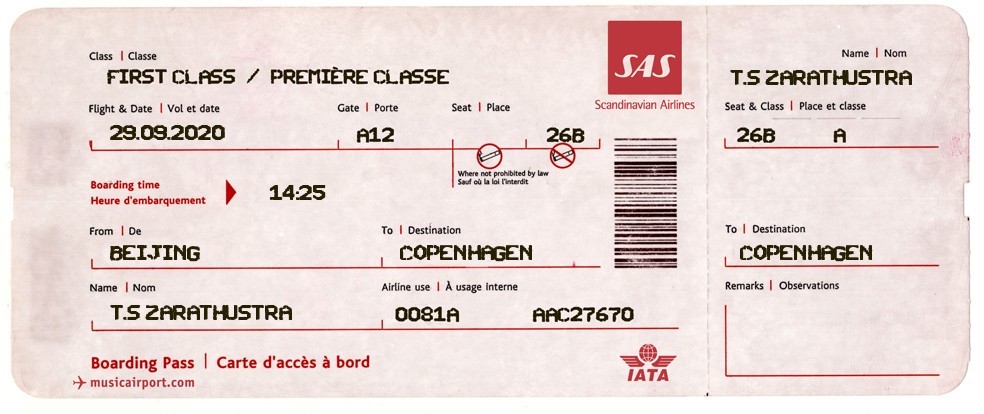 Class | Classe
FIRST CLASS / PREMIÈRE CLASSE
Flight & Date | Vol et date
Gate | Porte
Seat | Place
29.09.2020
A12
26B
Where not prohibited by law
Sauf où la loi l'interdit
Boarding time
Heure d'embarquement
14:25
From | De
To | Destination
BEIJING
COPENHAGEN
Name | Nom
Airline use | À usage interne
T.S ZARATHUSTRA
0081A
AAC27670
Boarding Pass | Carte d'accès à bord
musicairport.com
SAS
Scandinavian Airlines
IATA
Name | Nom
T.S ZARATHUSTRA
Seat & Class | Place et classe
26B
A
To | Destination
COPENHAGEN
Remarks | Observations